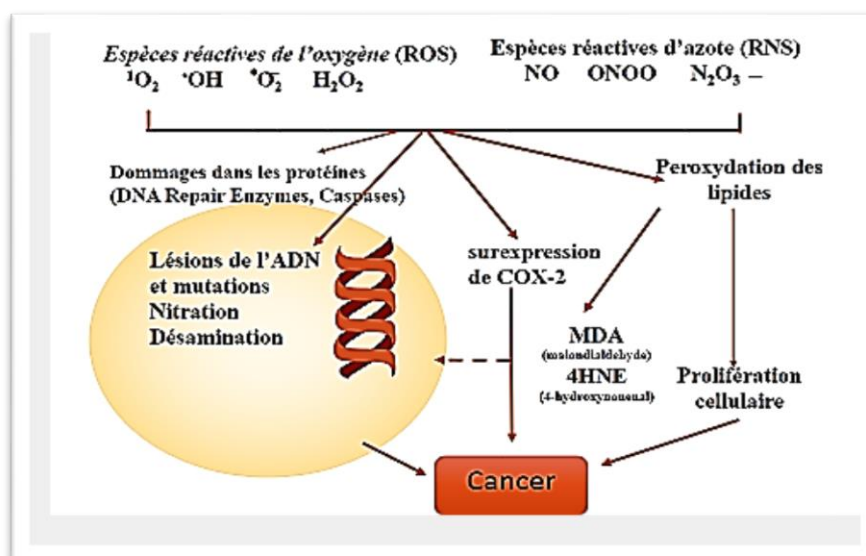 Espèces réactives de l'oxygène (ROS)
¹O₂ •OH •O₂⁻ H₂O₂
Espèces réactives d'azote (RNS)
NO ONOO N₂O₃ –
Dommages dans les protéines
(DNA Repair Enzymes, Caspases)
Peroxydation des
lipides
Lésions de l'ADN
et mutations
Nitration
Désamination
surexpression
de COX-2
MDA
(malondialdehyde)
4HNE
(4-hydroxynonenal)
Prolifération
cellulaire
Cancer